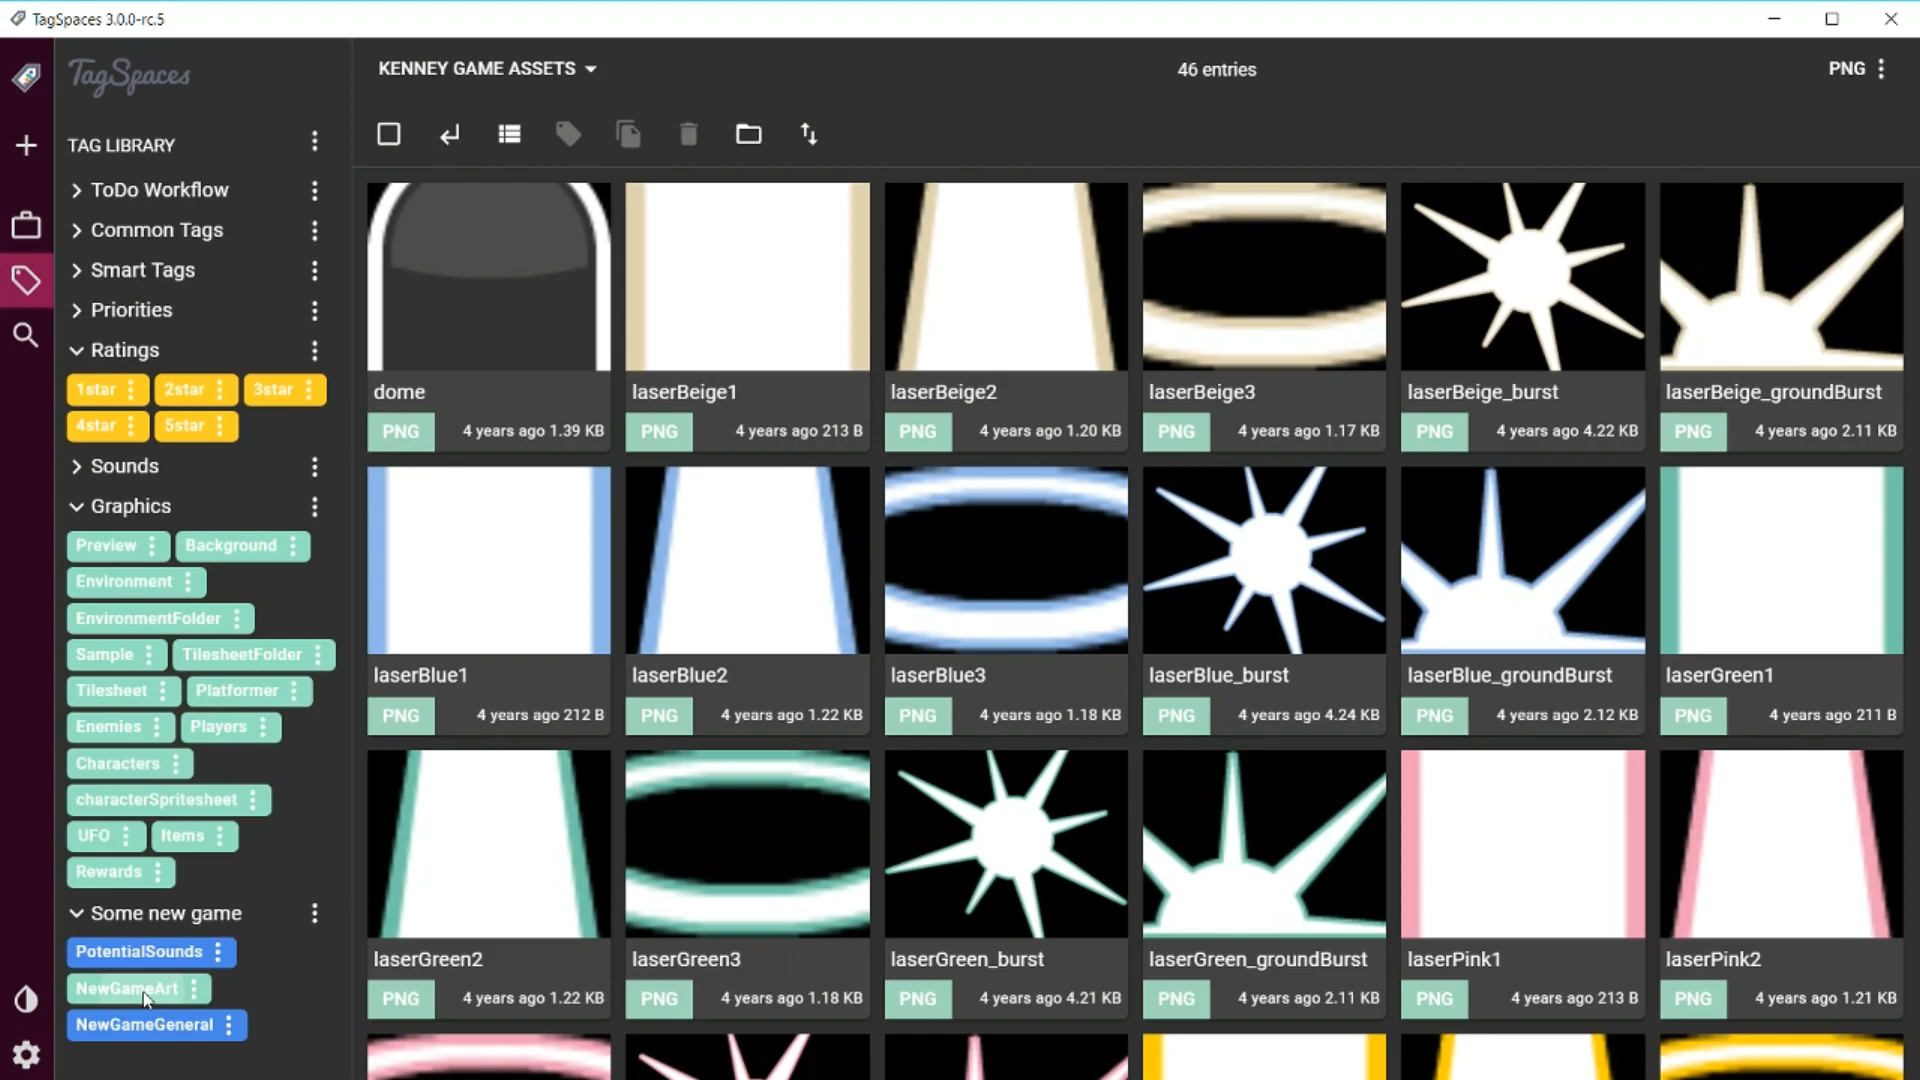 TagSpaces 3.0.0-rc.5
TagSpaces
KENNEY GAME ASSETS
46 entries
PNG
TAG LIBRARY
ToDo Workflow
Common Tags
Smart Tags
Priorities
Ratings
1star 2star 3star
4star 5star
Sounds
Graphics
Preview Background
Environment
EnvironmentFolder
Sample TilesheetFolder
Tilesheet Platformer
Enemies Players
Characters
characterSpritesheet
UFO Items
Rewards
Some new game
PotentialSounds
NewGameArt
NewGameGeneral
dome
PNG 4 years ago 1.39 KB
laserBeige1
PNG 4 years ago 213 B
laserBeige2
PNG 4 years ago 1.20 KB
laserBeige3
PNG 4 years ago 1.17 KB
laserBeige_burst
PNG 4 years ago 4.22 KB
laserBeige_groundBurst
PNG 4 years ago 2.11 KB
laserBlue1
PNG 4 years ago 212 B
laserBlue2
PNG 4 years ago 1.22 KB
laserBlue3
PNG 4 years ago 1.18 KB
laserBlue_burst
PNG 4 years ago 4.24 KB
laserBlue_groundBurst
PNG 4 years ago 2.12 KB
laserGreen1
PNG 4 years ago 211 B
laserGreen2
PNG 4 years ago 1.22 KB
laserGreen3
PNG 4 years ago 1.18 KB
laserGreen_burst
PNG 4 years ago 4.21 KB
laserGreen_groundBurst
PNG 4 years ago 2.11 KB
laserPink1
PNG 4 years ago 213 B
laserPink2
PNG 4 years ago 1.21 KB